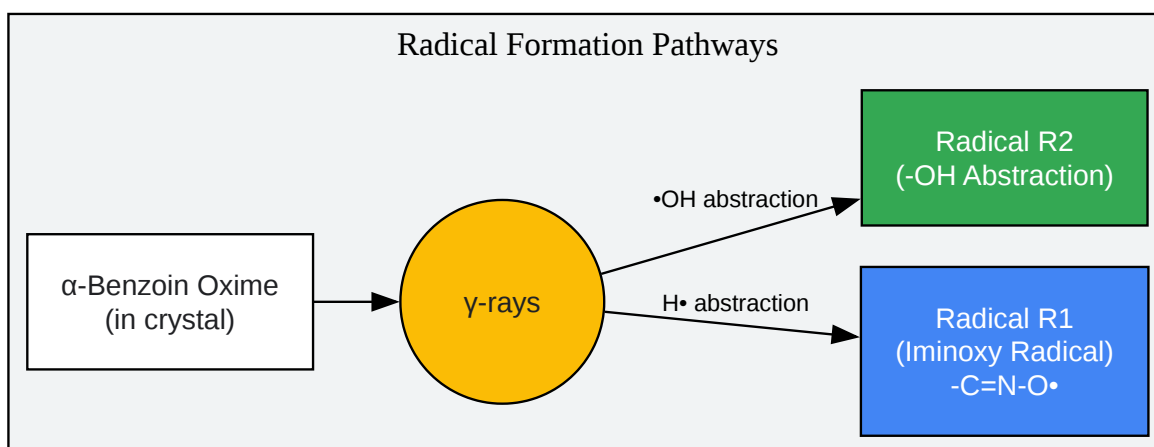 Radical Formation Pathways
α-Benzoin Oxime
(in crystal)
γ-rays
•OH abstraction
H• abstraction
Radical R2
(-OH Abstraction)
Radical R1
(Iminoxy Radical)
-C=N-O•